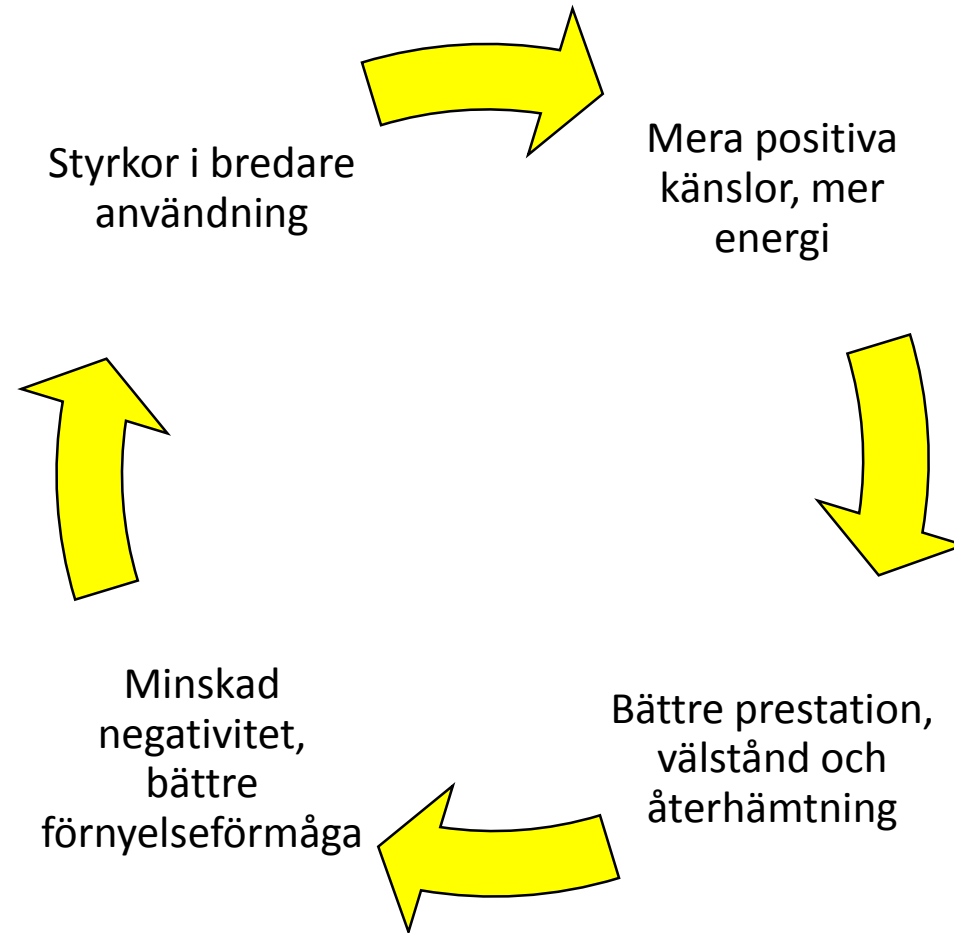 Styrkor i bredare
användning
Mera positiva
känslor, mer
energi
Bättre prestation,
välstånd och
återhämtning
Minskad
negativitet,
bättre
förnyelseförmåga